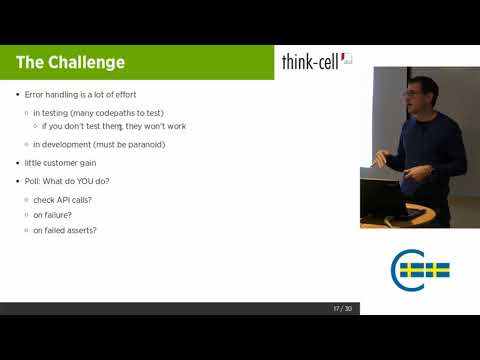 The Challenge
think-cell
Error handling is a lot of effort
in testing (many codepaths to test)
if you don't test them, they won't work
in development (must be paranoid)
little customer gain
Poll: What do YOU do?
check API calls?
on failure?
on failed asserts?
17 / 30